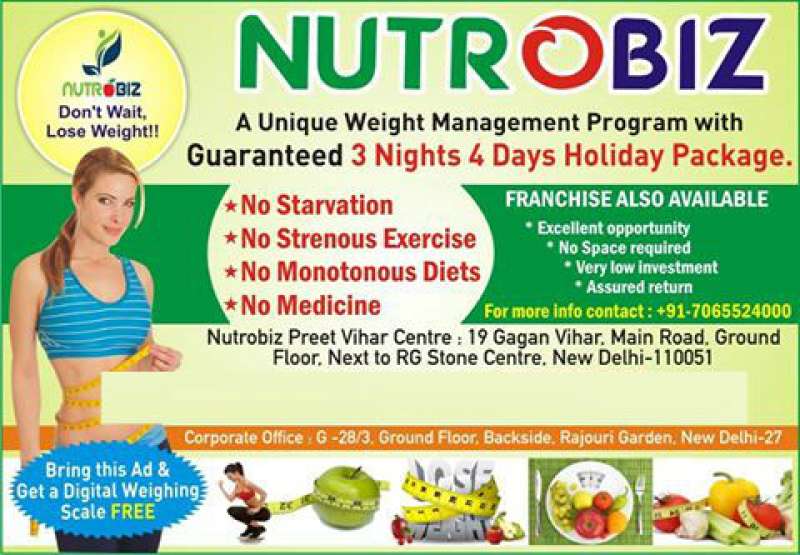 NUTROBIZ
NUTROBIZ
Don't Wait,
Lose Weight!!
A Unique Weight Management Program with
Guaranteed 3 Nights 4 Days Holiday Package.
★No Starvation
★No Strenous Exercise
★No Monotonous Diets
★No Medicine
FRANCHISE ALSO AVAILABLE
* Excellent opportunity
* No Space required
* Very low investment
* Assured return
For more info contact : +91-7065524000
Nutrobiz Preet Vihar Centre : 19 Gagan Vihar, Main Road, Ground
Floor, Next to RG Stone Centre, New Delhi-110051
Corporate Office : G -28/3, Ground Floor, Backside, Rajouri Garden, New Delhi-27
Bring this Ad &
Get a Digital Weighing
Scale FREE
LOSE
WEIGHT